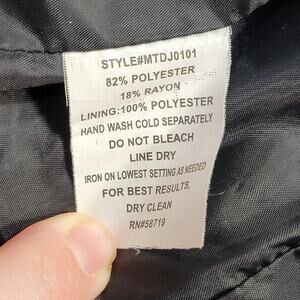 STYLE#MTDJ0101
82% POLYESTER
18% RAYON
LINING:100% POLYESTER
HAND WASH COLD SEPARATELY
DO NOT BLEACH
LINE DRY
IRON ON LOWEST SETTING AS NEEDED
FOR BEST RESULTS,
DRY CLEAN
RN#58719